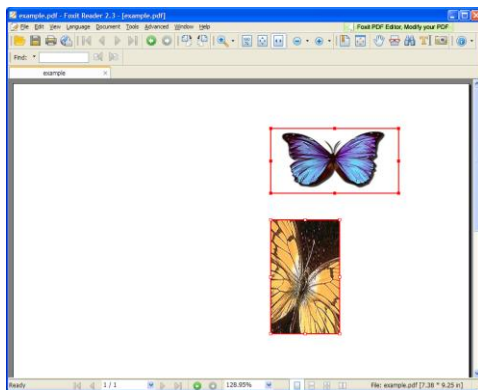 example.pdf - Foxit Reader 2.3 - [example.pdf]
File Edit View Language Document Tools Advanced Window Help
Foxit PDF Editor, Modify your PDF
Find:
example
Ready
1 / 1
128.95%
File: example.pdf [7.38 * 9.25 in]